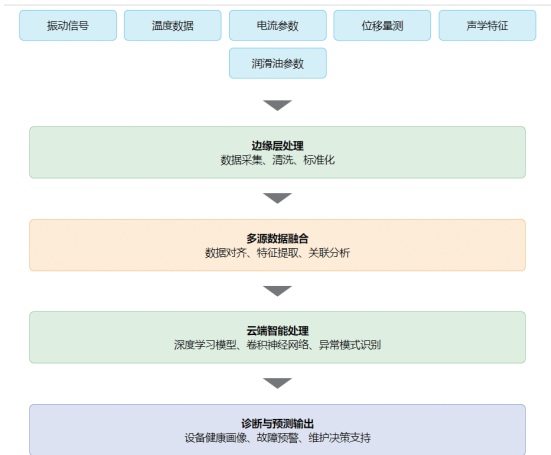 振动信号
温度数据
电流参数
位移量测
声学特征
润滑油参数
边缘层处理
数据采集、清洗、标准化
多源数据融合
数据对齐、特征提取、关联分析
云端智能处理
深度学习模型、卷积神经网络、异常模式识别
诊断与预测输出
设备健康画像、故障预警、维护决策支持